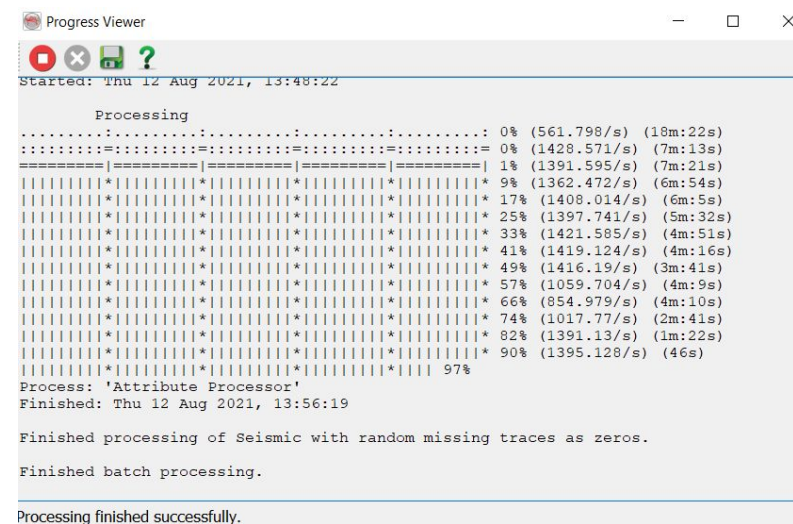 Progress Viewer
Started: Thu 12 Aug 2021, 13:48:22
Processing
.........:.........:.........:.........:.........: 0% (561.798/s) (18m:22s)
:::::::::=:::::::::=:::::::::=:::::::::=:::::::::= 0% (1428.571/s) (7m:13s)
=========|=========|=========|=========|=========| 1% (1391.595/s) (7m:21s)
|||||||||*|||||||||*|||||||||*|||||||||*|||||||||* 9% (1362.472/s) (6m:54s)
|||||||||*|||||||||*|||||||||*|||||||||*|||||||||* 17% (1408.014/s) (6m:5s)
|||||||||*|||||||||*|||||||||*|||||||||*|||||||||* 25% (1397.741/s) (5m:32s)
|||||||||*|||||||||*|||||||||*|||||||||*|||||||||* 33% (1421.585/s) (4m:51s)
|||||||||*|||||||||*|||||||||*|||||||||*|||||||||* 41% (1419.124/s) (4m:16s)
|||||||||*|||||||||*|||||||||*|||||||||*|||||||||* 49% (1416.19/s) (3m:41s)
|||||||||*|||||||||*|||||||||*|||||||||*|||||||||* 57% (1059.704/s) (4m:9s)
|||||||||*|||||||||*|||||||||*|||||||||*|||||||||* 66% (854.979/s) (4m:10s)
|||||||||*|||||||||*|||||||||*|||||||||*|||||||||* 74% (1017.77/s) (2m:41s)
|||||||||*|||||||||*|||||||||*|||||||||*|||||||||* 82% (1391.13/s) (1m:22s)
|||||||||*|||||||||*|||||||||*|||||||||*|||||||||* 90% (1395.128/s) (46s)
|||||||||*|||||||||*|||||||||*|||||||||*|||| 97%
Process: 'Attribute Processor'
Finished: Thu 12 Aug 2021, 13:56:19
Finished processing of Seismic with random missing traces as zeros.
Finished batch processing.
Processing finished successfully.